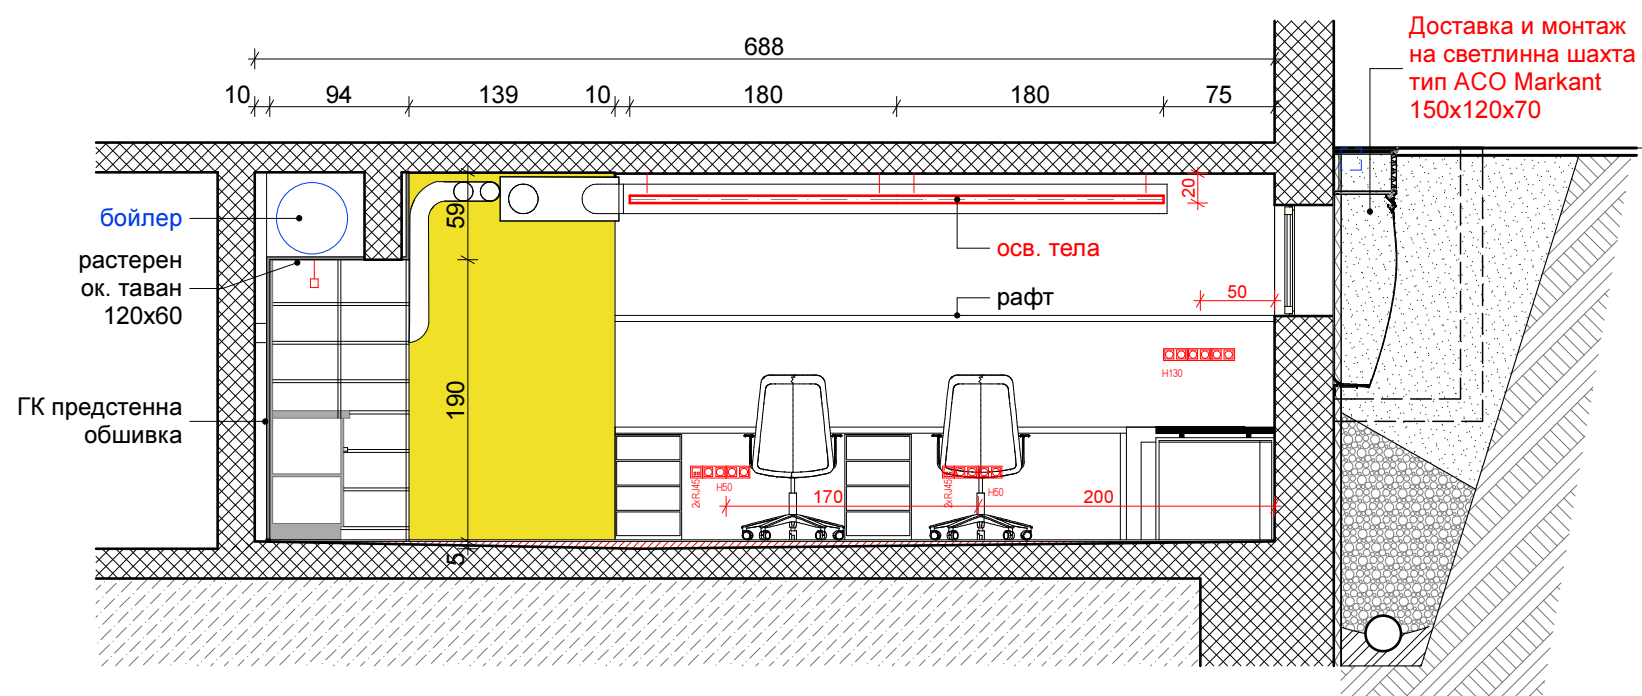 Доставка и монтаж
на светлинна шахта
тип ACO Markant
150x120x70
688
10
94
139
10
180
180
75
бойлер
59
20
осв. тела
растерен
ок. таван
120x60
рафт
50
H130
190
ГК предстенна
обшивка
2xRJ45
H50
170
2xRJ45
H50
200
5